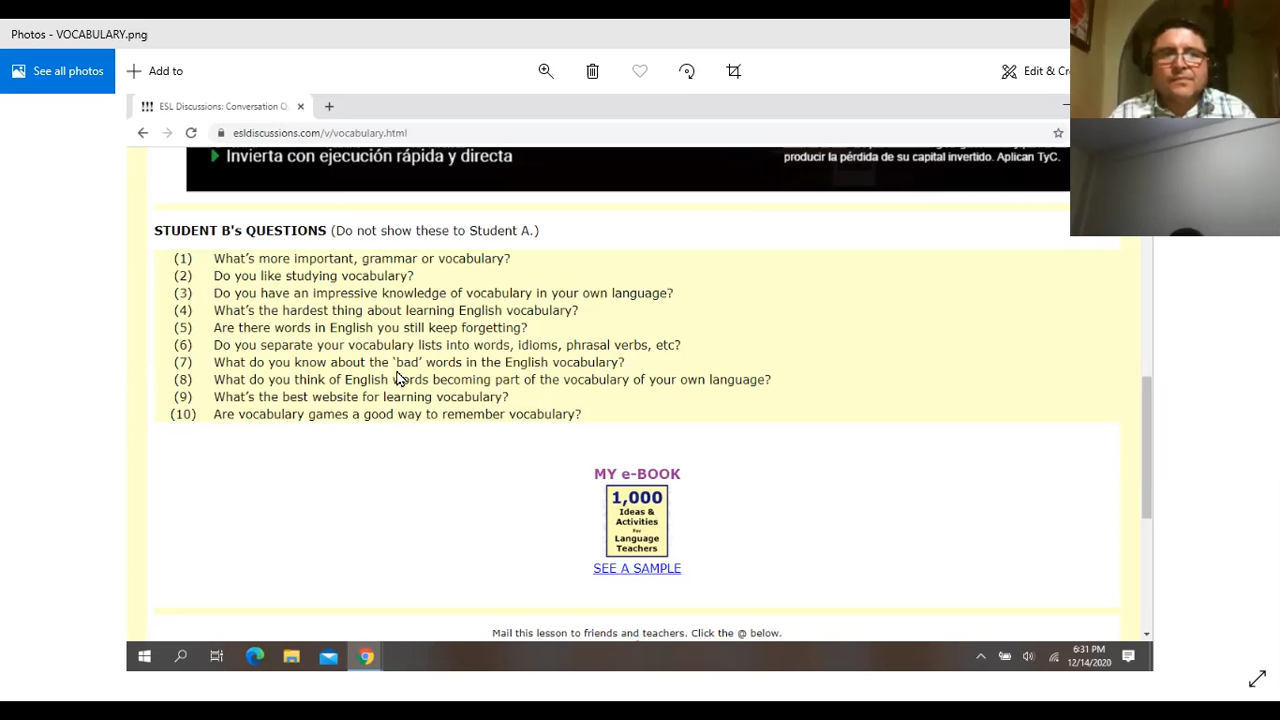 Photos - VOCABULARY.png
See all photos
Add to
Edit & Cr
ESL Discussions: Conversation Q
esldiscussions.com/v/vocabulary.html
Invierta con ejecución rápida y directa
producir la pérdida de su capital invertido. Aplican TyC.
STUDENT B's QUESTIONS (Do not show these to Student A.)
(1) What's more important, grammar or vocabulary?
(2) Do you like studying vocabulary?
(3) Do you have an impressive knowledge of vocabulary in your own language?
(4) What's the hardest thing about learning English vocabulary?
(5) Are there words in English you still keep forgetting?
(6) Do you separate your vocabulary lists into words, idioms, phrasal verbs, etc?
(7) What do you know about the 'bad' words in the English vocabulary?
(8) What do you think of English words becoming part of the vocabulary of your own language?
(9) What's the best website for learning vocabulary?
(10) Are vocabulary games a good way to remember vocabulary?
MY e-BOOK
1,000
Ideas &
Activities
For
Language
Teachers
SEE A SAMPLE
Mail this lesson to friends and teachers. Click the @ below.
6:31 PM
12/14/2020